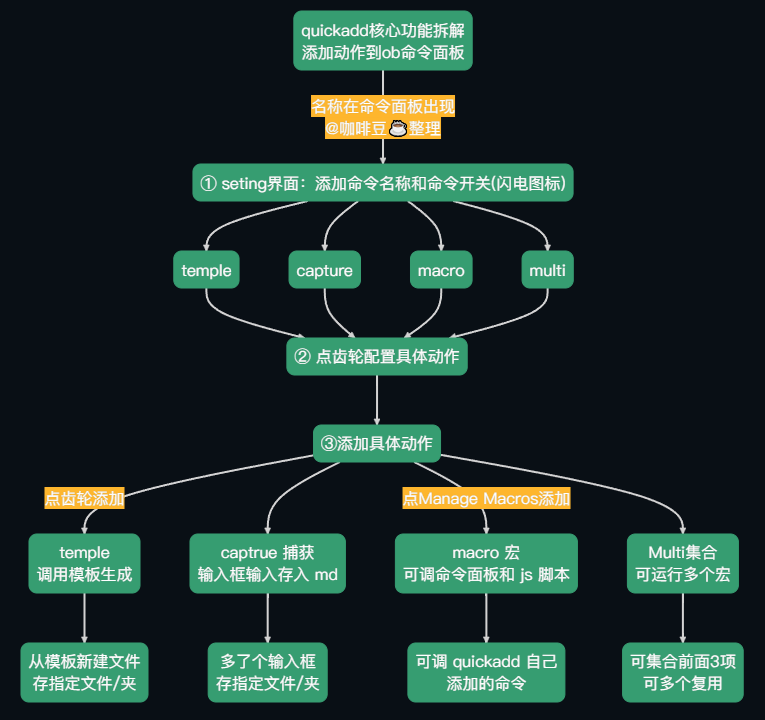 quickadd核心功能拆解
添加动作到ob命令面板
名称在命令面板出现
@咖啡豆☕整理
① seting界面：添加命令名称和命令开关(闪电图标)
temple
capture
macro
multi
② 点齿轮配置具体动作
③添加具体动作
点齿轮添加
点Manage Macros添加
temple
调用模板生成
captrue 捕获
输入框输入存入 md
macro 宏
可调命令面板和 js 脚本
Multi集合
可运行多个宏
从模板新建文件
存指定文件/夹
多了个输入框
存指定文件/夹
可调 quickadd 自己
添加的命令
可集合前面3项
可多个复用